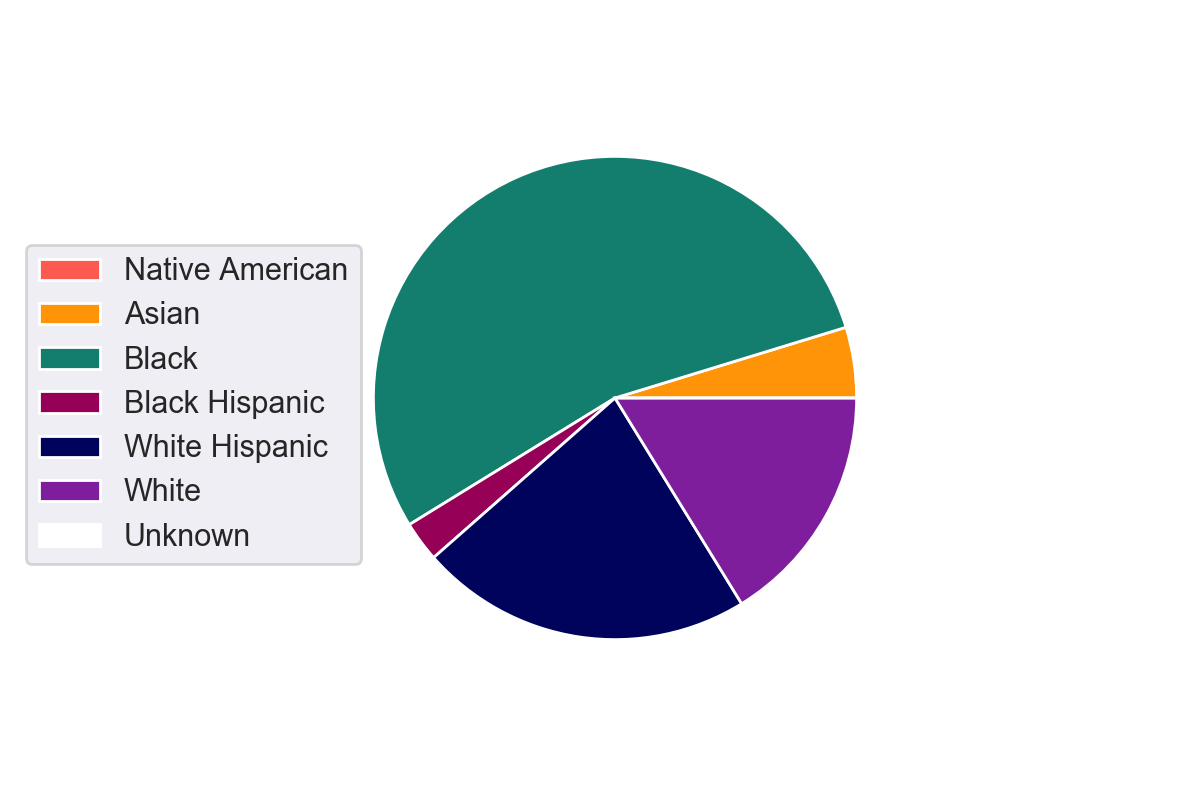 Native American
Asian
Black
Black Hispanic
White Hispanic
White
Unknown